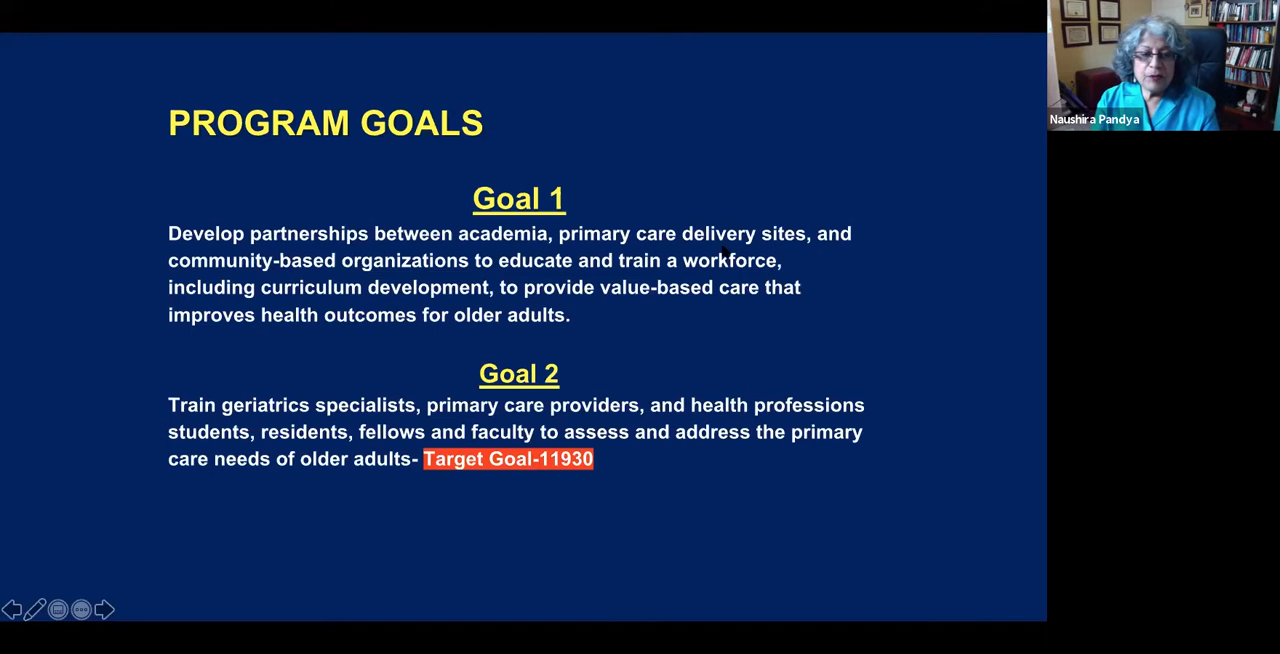 PROGRAM GOALS
Goal 1
Develop partnerships between academia, primary care delivery sites, and
community-based organizations to educate and train a workforce,
including curriculum development, to provide value-based care that
improves health outcomes for older adults.
Goal 2
Train geriatrics specialists, primary care providers, and health professions
students, residents, fellows and faculty to assess and address the primary
care needs of older adults- Target Goal-11930
Naushira Pandya